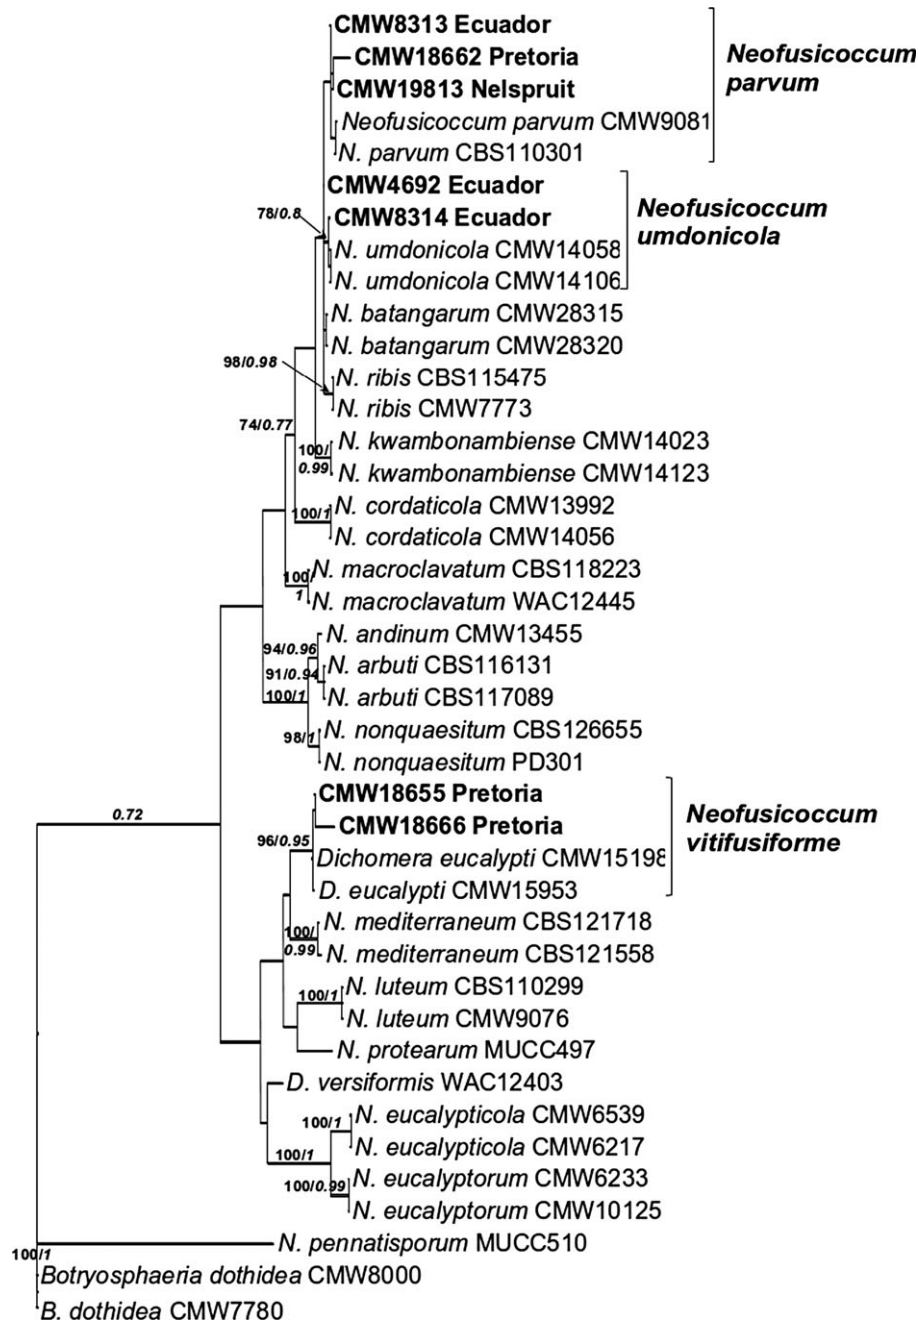 CMW8313 Ecuador
CMW18662 Pretoria
CMW19813 Nelspruit
Neofusicoccum parvum CMW9081
N. parvum CBS110301
Neofusicoccum
parvum
CMW4692 Ecuador
CMW8314 Ecuador
N. umdonicola CMW14058
N. umdonicola CMW14106
Neofusicoccum
umdonicola
78/0.8
N. batangarum CMW28315
N. batangarum CMW28320
98/0.98
N. ribis CBS115475
N. ribis CMW7773
74/0.77
N. kwambonambiense CMW14023
100/
0.99
N. kwambonambiense CMW14123
N. cordaticola CMW13992
100/1
N. cordaticola CMW14056
N. macroclavatum CBS118223
100/
1
N. macroclavatum WAC12445
N. andinum CMW13455
94/0.96
N. arbuti CBS116131
91/0.94
N. arbuti CBS117089
100/1
N. nonquaesitum CBS126655
98/1
N. nonquaesitum PD301
CMW18655 Pretoria
0.72
CMW18666 Pretoria
96/0.95
Dichomera eucalypti CMW15198
D. eucalypti CMW15953
Neofusicoccum
vitifusiforme
N. mediterraneum CBS121718
100/
0.99
N. mediterraneum CBS121558
N. luteum CBS110299
100/1
N. luteum CMW9076
N. protearum MUCC497
D. versiformis WAC12403
N. eucalypticola CMW6539
100/1
N. eucalypticola CMW6217
100/1
N. eucalyptorum CMW6233
100/0.99
N. eucalyptorum CMW10125
N. pennatisporum MUCC510
100/1
Botryosphaeria dothidea CMW8000
B. dothidea CMW7780